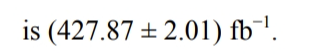 is (427.87 ± 2.01) fb⁻¹.